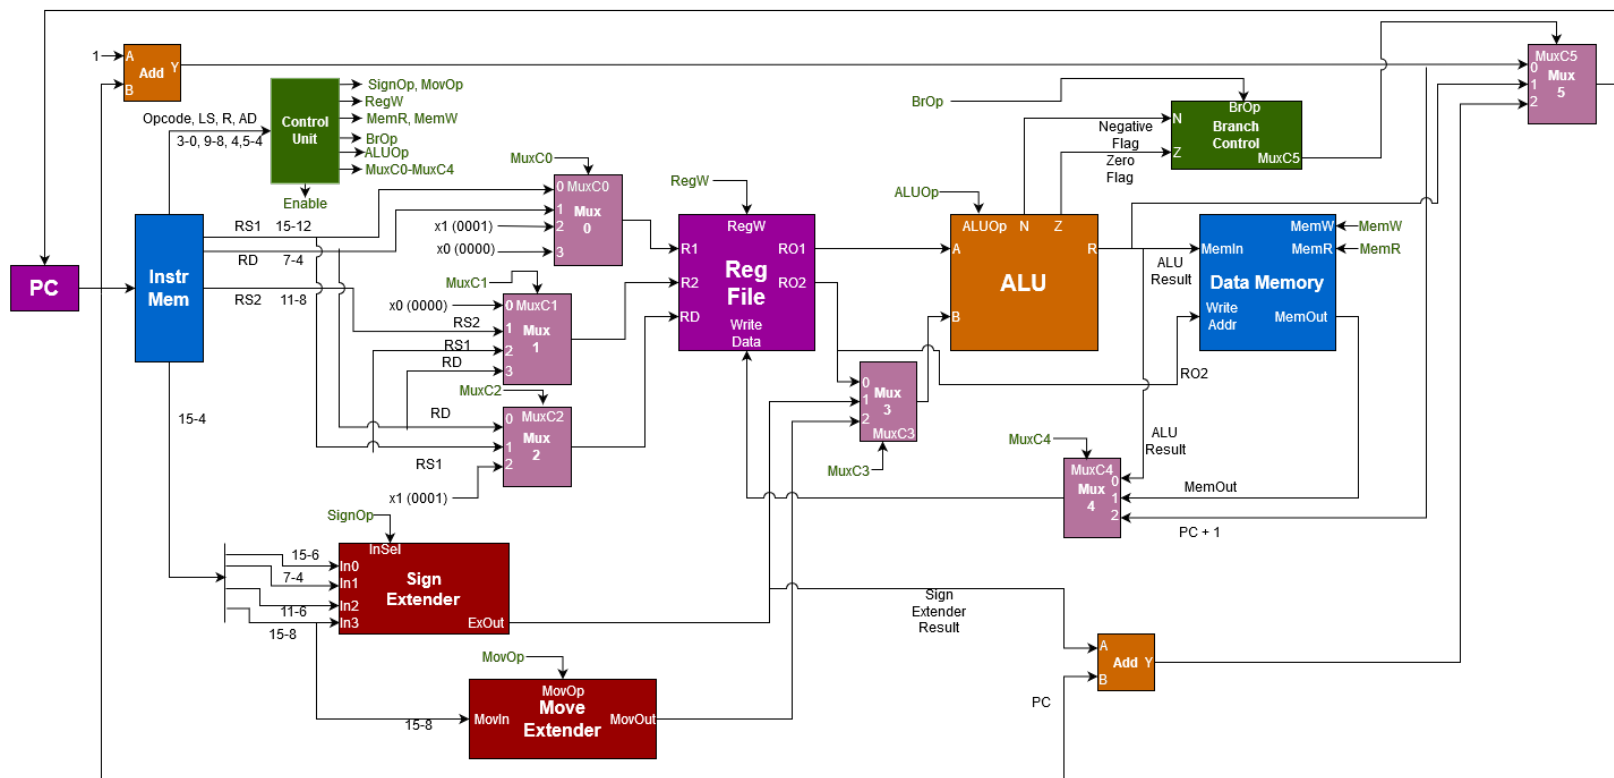 1
A
Add
Y
B
Control
Unit
SignOp, MovOp
RegW
MemR, MemW
BrOp
ALUOp
MuxC0-MuxC4
Enable
Opcode, LS, R, AD
3-0, 9-8, 4,5-4
PC
Instr
Mem
RS1 15-12
RD 7-4
RS2 11-8
15-4
MuxC0
0 MuxC0
1
Mux
2
0
3
x1 (0001)
x0 (0000)
MuxC1
0 MuxC1
1
Mux
2
1
3
x0 (0000)
RS2
RS1
RD
MuxC2
MuxC2
0
Mux
1
2
2
RD
RS1
x1 (0001)
RegW
RegW
R1
RO1
Reg
R2
RO2
File
RD
Write
Data
MuxC3
0
Mux
1
3
2
MuxC3
ALUOp
ALUOp
N
Z
A
R
ALU
B
BrOp
BrOp
N
Branch
Control
Z
MuxC5
Negative
Flag
Zero
Flag
MemW
MemW
MemIn
MemR
MemR
Data Memory
Write
Addr
MemOut
ALU
Result
RO2
ALU
Result
MemOut
PC + 1
MuxC4
MuxC4
0
Mux
1
4
2
MuxC5
0
Mux
1
5
2
SignOp
InSel
In0
In1
In2
In3
Sign
Extender
ExOut
15-6
7-4
11-6
15-8
MovOp
MovOp
Move
MovIn
Extender
MovOut
15-8
Sign
Extender
Result
A
Add
Y
B
PC